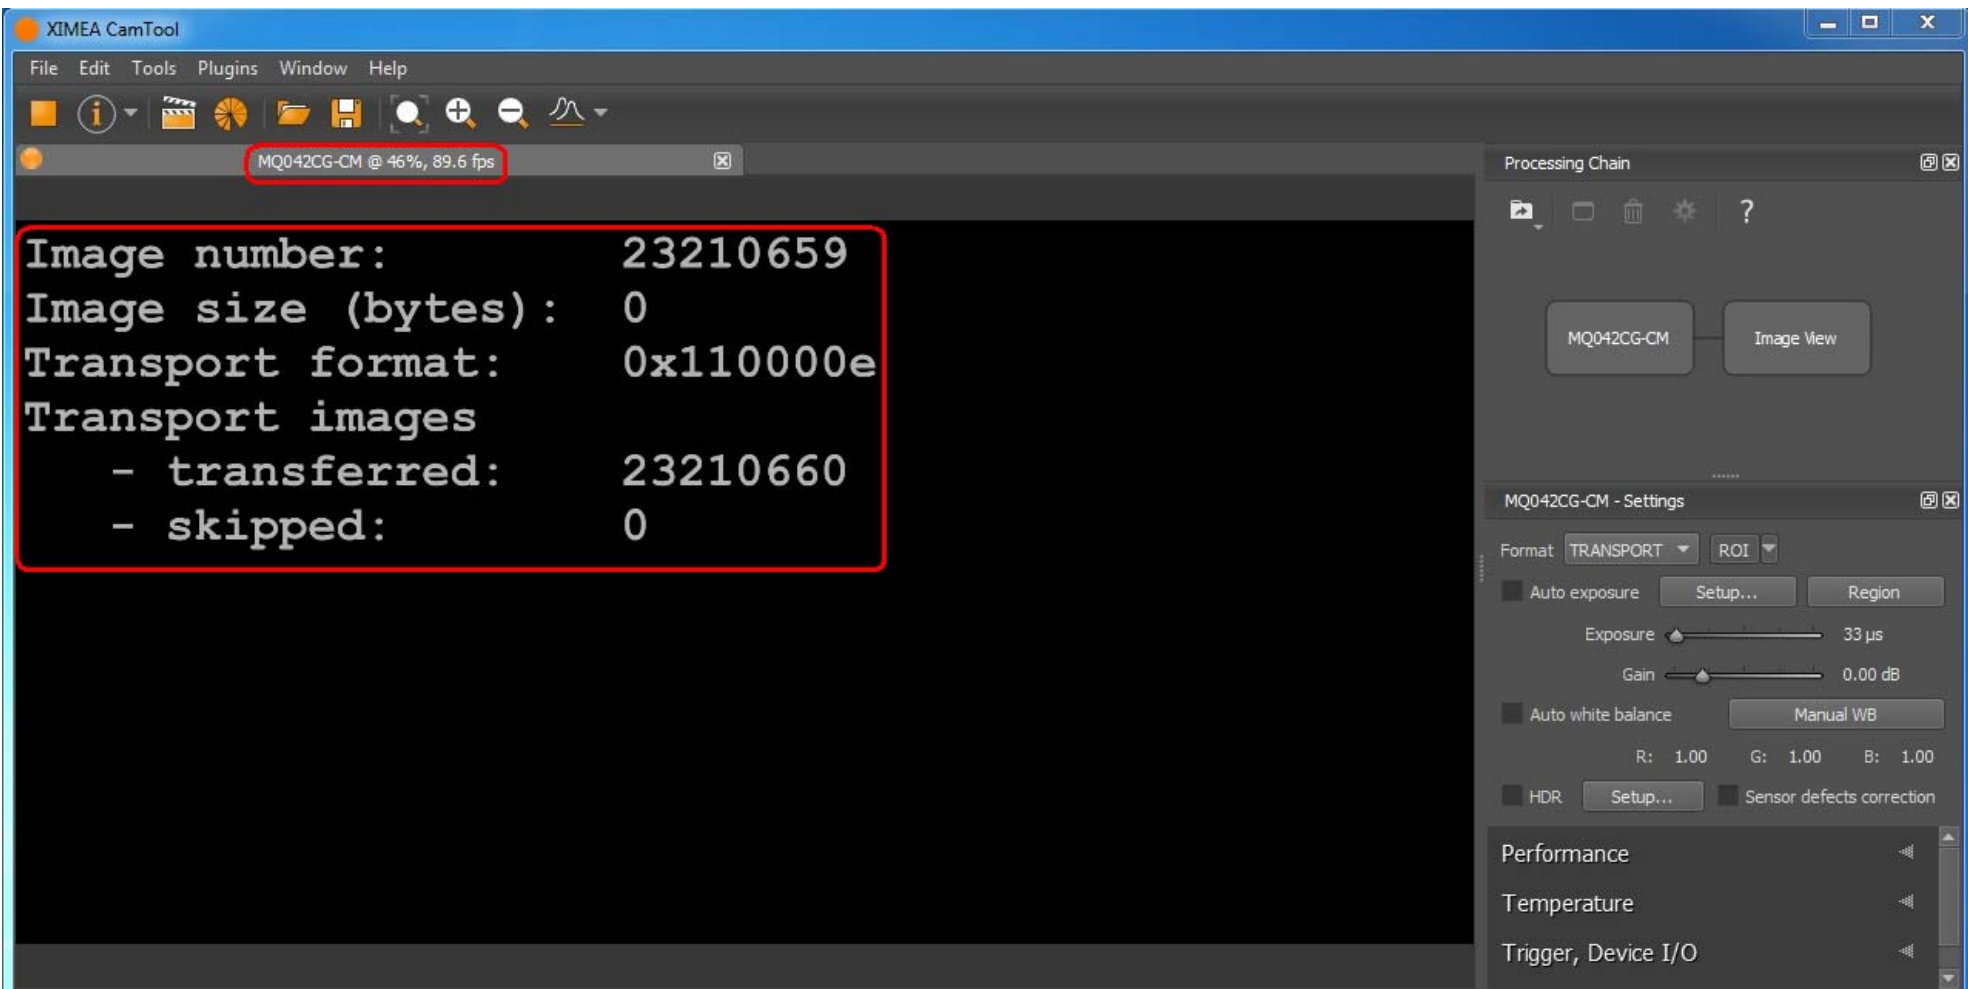 XIMEA CamTool
File Edit Tools Plugins Window Help
MQ042CG-CM @ 46%, 89.6 fps
Image number: 23210659
Image size (bytes): 0
Transport format: 0x110000e
Transport images
- transferred: 23210660
- skipped: 0
Processing Chain
?
MQ042CG-CM Image View
MQ042CG-CM - Settings
Format TRANSPORT ROI
Auto exposure Setup... Region
Exposure 33 µs
Gain 0.00 dB
Auto white balance Manual WB
R: 1.00 G: 1.00 B: 1.00
HDR Setup... Sensor defects correction
Performance
Temperature
Trigger, Device I/O